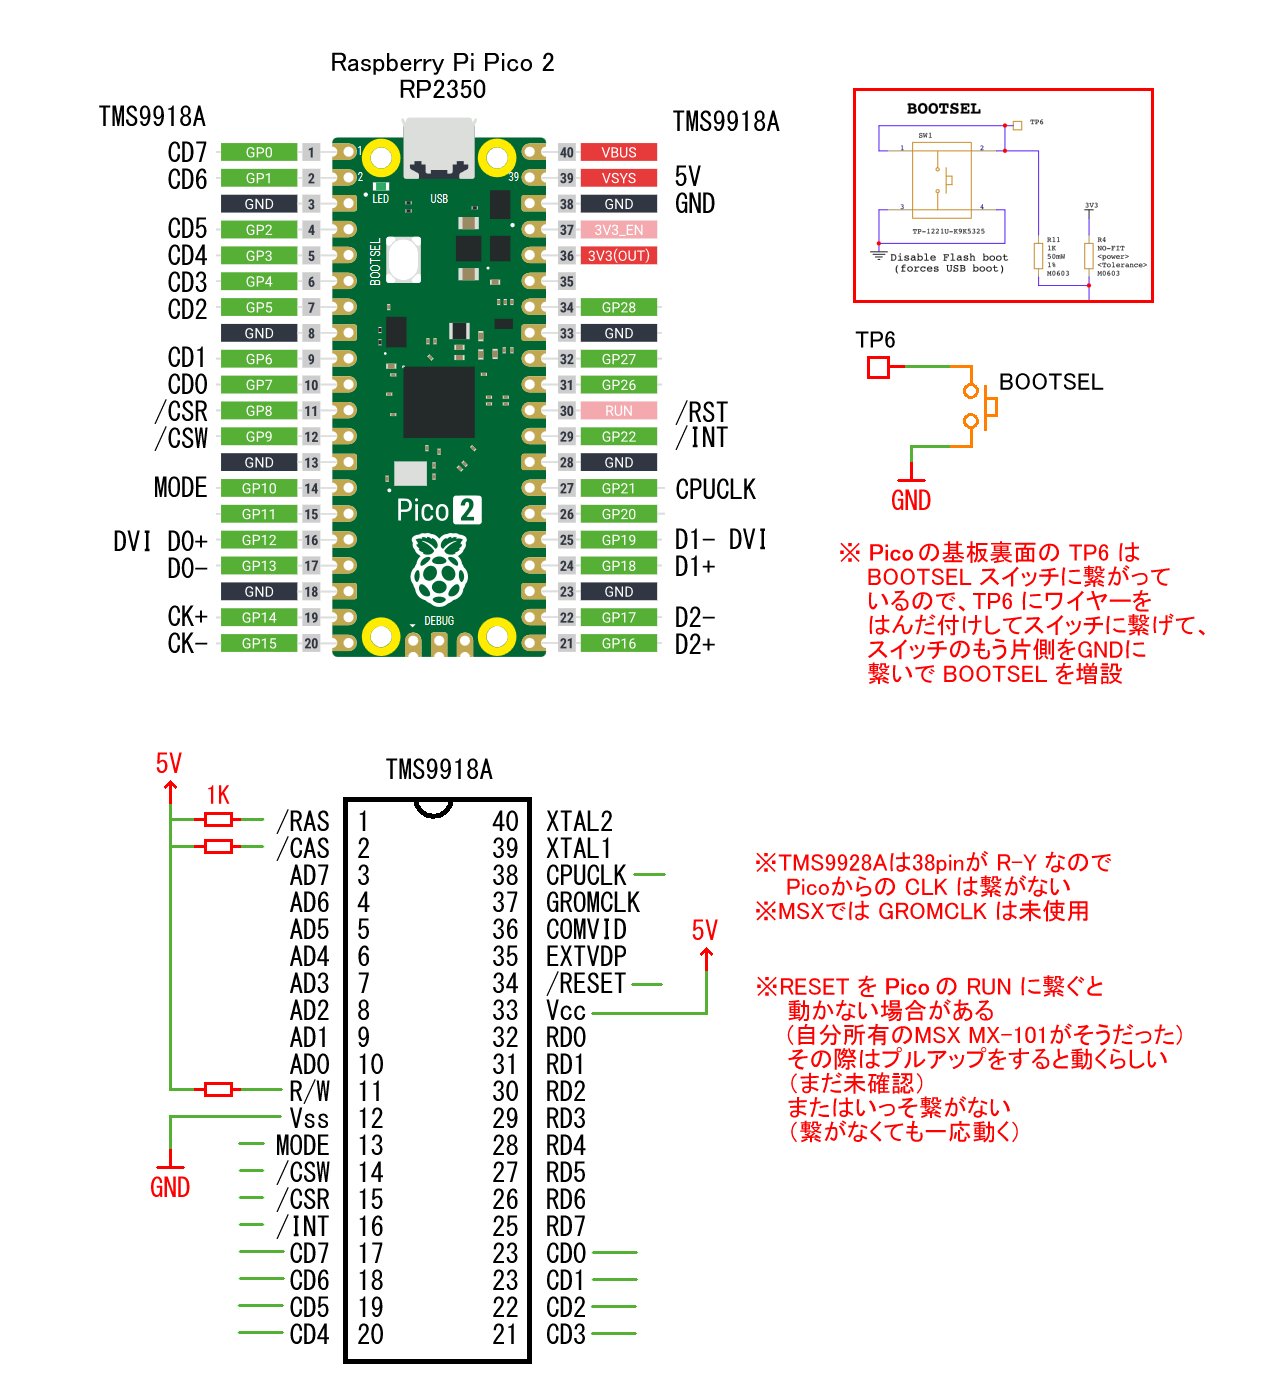 Raspberry Pi Pico 2
RP2350
TMS9918A
TMS9918A
CD7 GP0 1
CD6 GP1 2
GND 3
CD5 GP2 4
CD4 GP3 5
CD3 GP4 6
CD2 GP5 7
GND 8
CD1 GP6 9
CD0 GP7 10
/CSR GP8 11
/CSW GP9 12
GND 13
MODE GP10 14
GP11 15
DVI D0+ GP12 16
D0- GP13 17
GND 18
CK+ GP14 19
CK- GP15 20
1
2
39
LED
USB
BOOTSEL
Pico 2
DEBUG
40 VBUS
39 VSYS 5V
38 GND GND
37 3V3_EN
36 3V3(OUT)
35
34 GP28
33 GND
32 GP27
31 GP26
30 RUN /RST
29 GP22 /INT
28 GND
27 GP21 CPUCLK
26 GP20
25 GP19 D1- DVI
24 GP18 D1+
23 GND
22 GP17 D2-
21 GP16 D2+
BOOTSEL
TP6
SW1
1 2
3 4
TP-1221U-K9K5325
Disable Flash boot
(forces USB boot)
R11
1K
50mW
1%
M0603
3V3
R4
NO-FIT
<power>
<Tolerance>
M0603
TP6
BOOTSEL
GND
※ Picoの基板裏面の TP6 は
BOOTSEL スイッチに繋がって
いるので、TP6 にワイヤーを
はんだ付けしてスイッチに繋げて、
スイッチのもう片側をGNDに
繋いで BOOTSEL を増設
TMS9918A
5V
1K
/RAS 1 40 XTAL2
/CAS 2 39 XTAL1
AD7 3 38 CPUCLK
AD6 4 37 GROMCLK
AD5 5 36 COMVID
AD4 6 35 EXTVDP
AD3 7 34 /RESET
AD2 8 33 Vcc
AD1 9 32 RD0
AD0 10 31 RD1
R/W 11 30 RD2
Vss 12 29 RD3
MODE 13 28 RD4
/CSW 14 27 RD5
/CSR 15 26 RD6
/INT 16 25 RD7
CD7 17 23 CD0
CD6 18 23 CD1
CD5 19 22 CD2
CD4 20 21 CD3
GND
5V
※TMS9928Aは38pinが R-Y なので
Picoからの CLK は繋がない
※MSXでは GROMCLK は未使用
※RESET を Picoの RUN に繋ぐと
動かない場合がある
(自分所有のMSX MX-101がそうだった)
その際はプルアップをすると動くらしい
(まだ未確認)
またはいっそ繋がない
(繋がなくても一応動く)